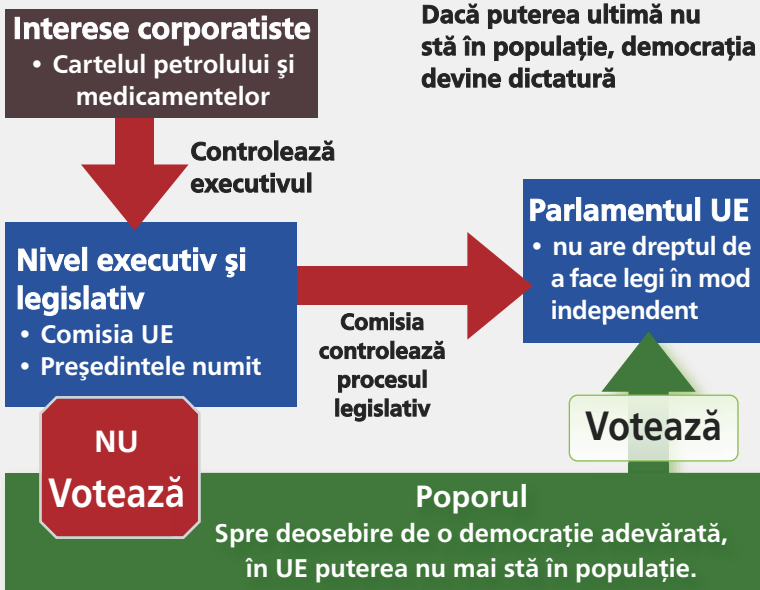 Interese corporatiste
• Cartelul petrolului şi
medicamentelor
Dacă puterea ultimă nu
stă în populație, democrația
devine dictatură
Controlează
executivul
Nivel executiv şi
legislativ
• Comisia UE
• Preşedintele numit
Comisia
controlează
procesul
legislativ
Parlamentul UE
• nu are dreptul de
a face legi în mod
independent
NU
Votează
Votează
Poporul
Spre deosebire de o democrație adevărată,
în UE puterea nu mai stă în populație.